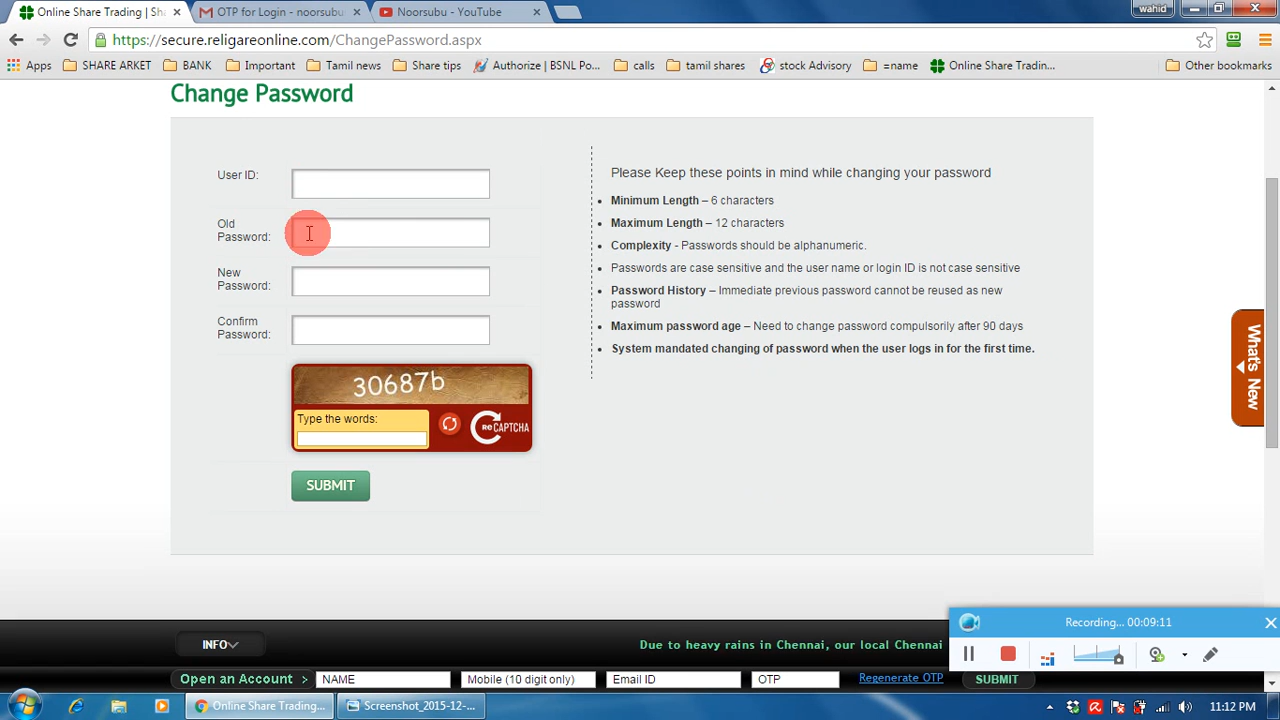 Online Share Trading | Sha
OTP for Login - noorsubu
Noorsubu - YouTube
wahid
https://secure.religareonline.com/ChangePassword.aspx
Apps
SHARE ARKET
BANK
Important
Tamil news
Share tips
Authorize | BSNL Po...
calls
tamil shares
stock Advisory
=name
Online Share Tradin...
Other bookmarks
Change Password
User ID:
Old
Password:
New
Password:
Confirm
Password:
30687b
Type the words:
reCAPTCHA
SUBMIT
Please Keep these points in mind while changing your password
• Minimum Length – 6 characters
• Maximum Length – 12 characters
• Complexity - Passwords should be alphanumeric.
• Passwords are case sensitive and the user name or login ID is not case sensitive
• Password History – Immediate previous password cannot be reused as new
password
• Maximum password age – Need to change password compulsorily after 90 days
• System mandated changing of password when the user logs in for the first time.
What's New
INFO
Due to heavy rains in Chennai, our local Chennai
Recording... 00:09:11
Open an Account >
NAME
Mobile (10 digit only)
Email ID
OTP
Regenerate OTP
SUBMIT
Online Share Trading...
Screenshot_2015-12-...
11:12 PM